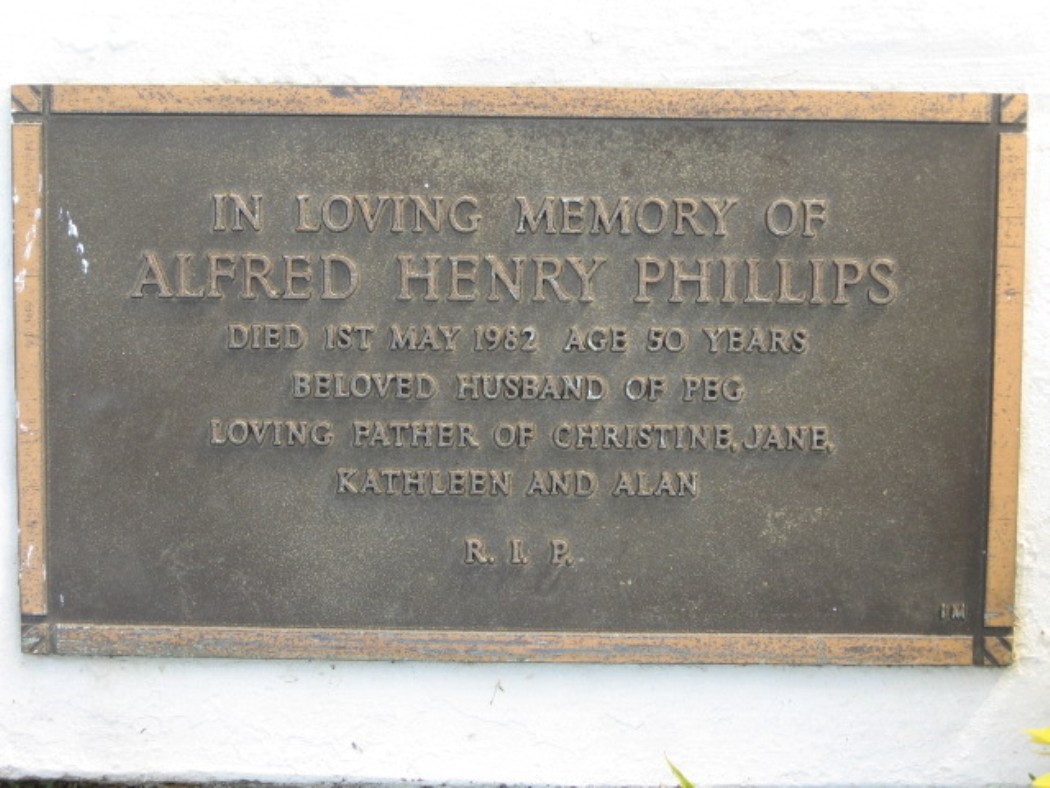 IN LOVING MEMORY OF
ALFRED HENRY PHILLIPS
DIED 1ST MAY 1982 AGE 50 YEARS
BELOVED HUSBAND OF PEG
LOVING FATHER OF CHRISTINE, JANE,
KATHLEEN AND ALAN
R. I. P.